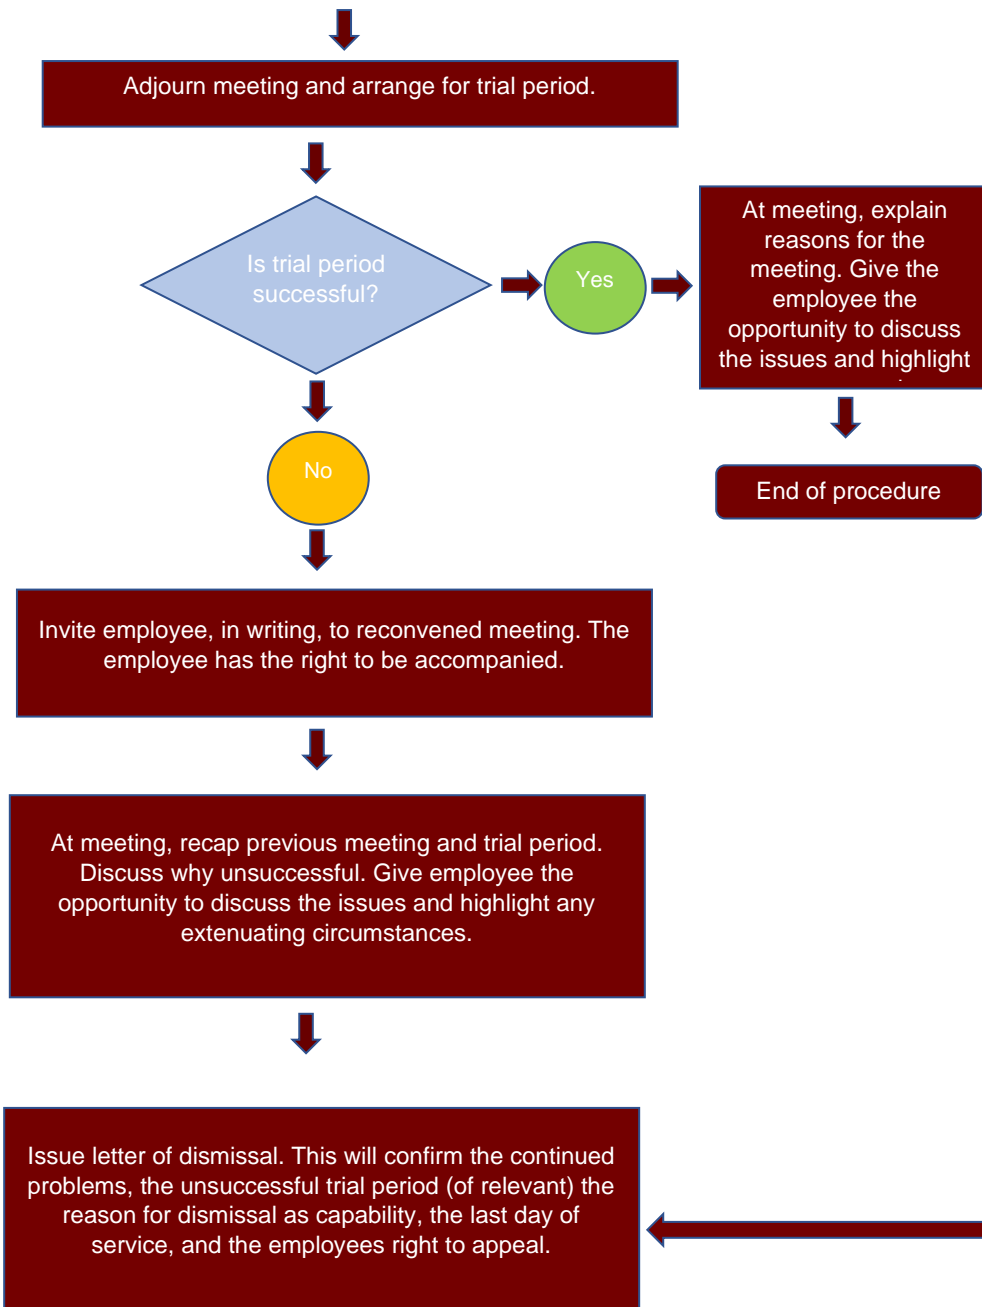 Adjourn meeting and arrange for trial period.
Is trial period
successful?
Yes
At meeting, explain
reasons for the
meeting. Give the
employee the
opportunity to discuss
the issues and highlight
No
End of procedure
Invite employee, in writing, to reconvened meeting. The
employee has the right to be accompanied.
At meeting, recap previous meeting and trial period.
Discuss why unsuccessful. Give employee the
opportunity to discuss the issues and highlight any
extenuating circumstances.
Issue letter of dismissal. This will confirm the continued
problems, the unsuccessful trial period (of relevant) the
reason for dismissal as capability, the last day of
service, and the employees right to appeal.